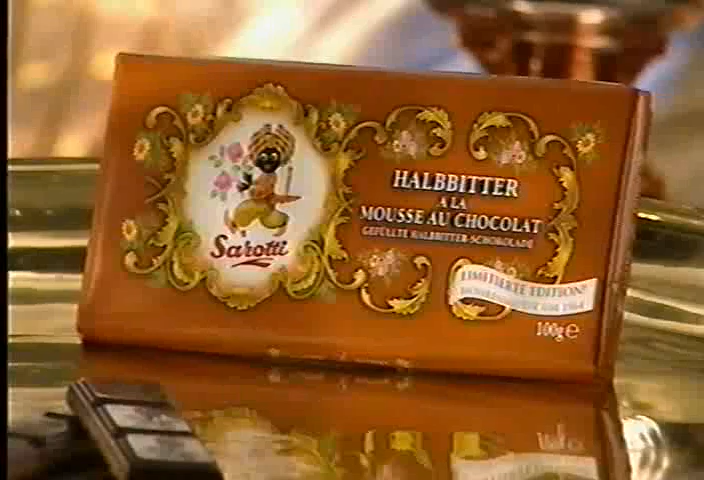 Sarotti
HALBBITTER
A LA
MOUSSE AU CHOCOLAT
GEFÜLLTE HALBBITTER-SCHOKOLADE
LIMITIERTE EDITION!
100g e